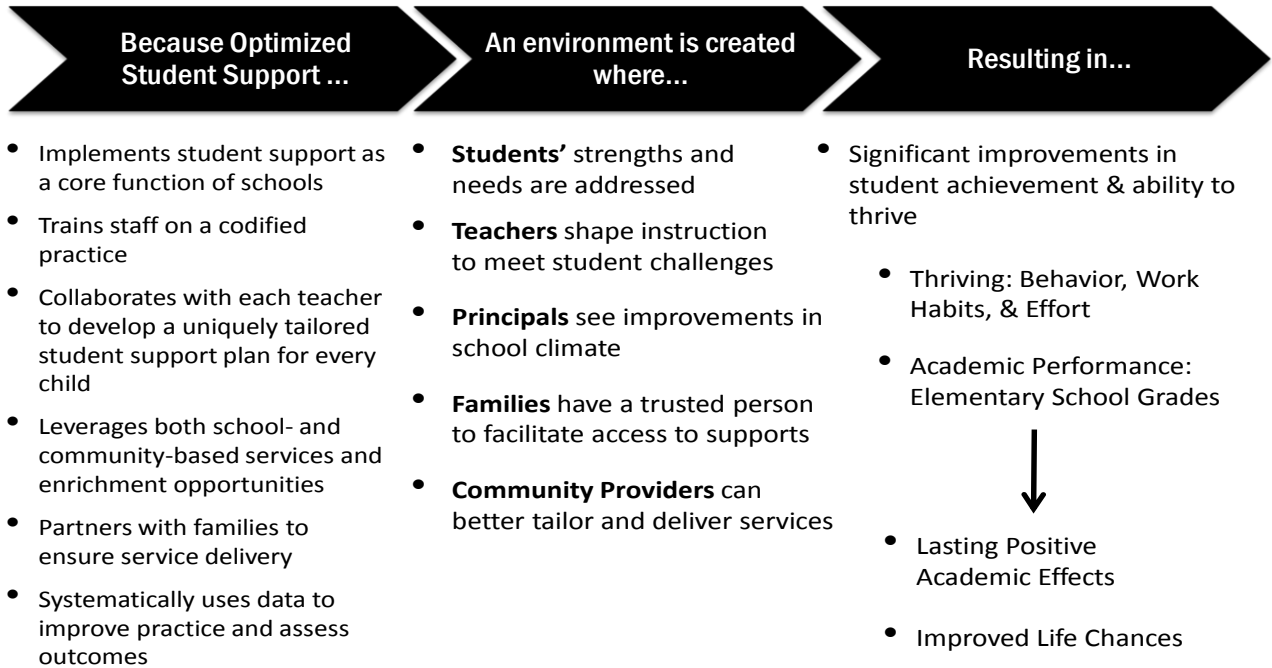 Because Optimized
Student Support ...
• Implements student support as
a core function of schools
• Trains staff on a codified
practice
• Collaborates with each teacher
to develop a uniquely tailored
student support plan for every
child
• Leverages both school- and
community-based services and
enrichment opportunities
• Partners with families to
ensure service delivery
• Systematically uses data to
improve practice and assess
outcomes
An environment is created
where...
• Students’ strengths and
needs are addressed
• Teachers shape instruction
to meet student challenges
• Principals see improvements in
school climate
• Families have a trusted person
to facilitate access to supports
• Community Providers can
better tailor and deliver services
Resulting in...
• Significant improvements in
student achievement & ability to
thrive
• Thriving: Behavior, Work
Habits, & Effort
• Academic Performance:
Elementary School Grades
• Lasting Positive
Academic Effects
• Improved Life Chances